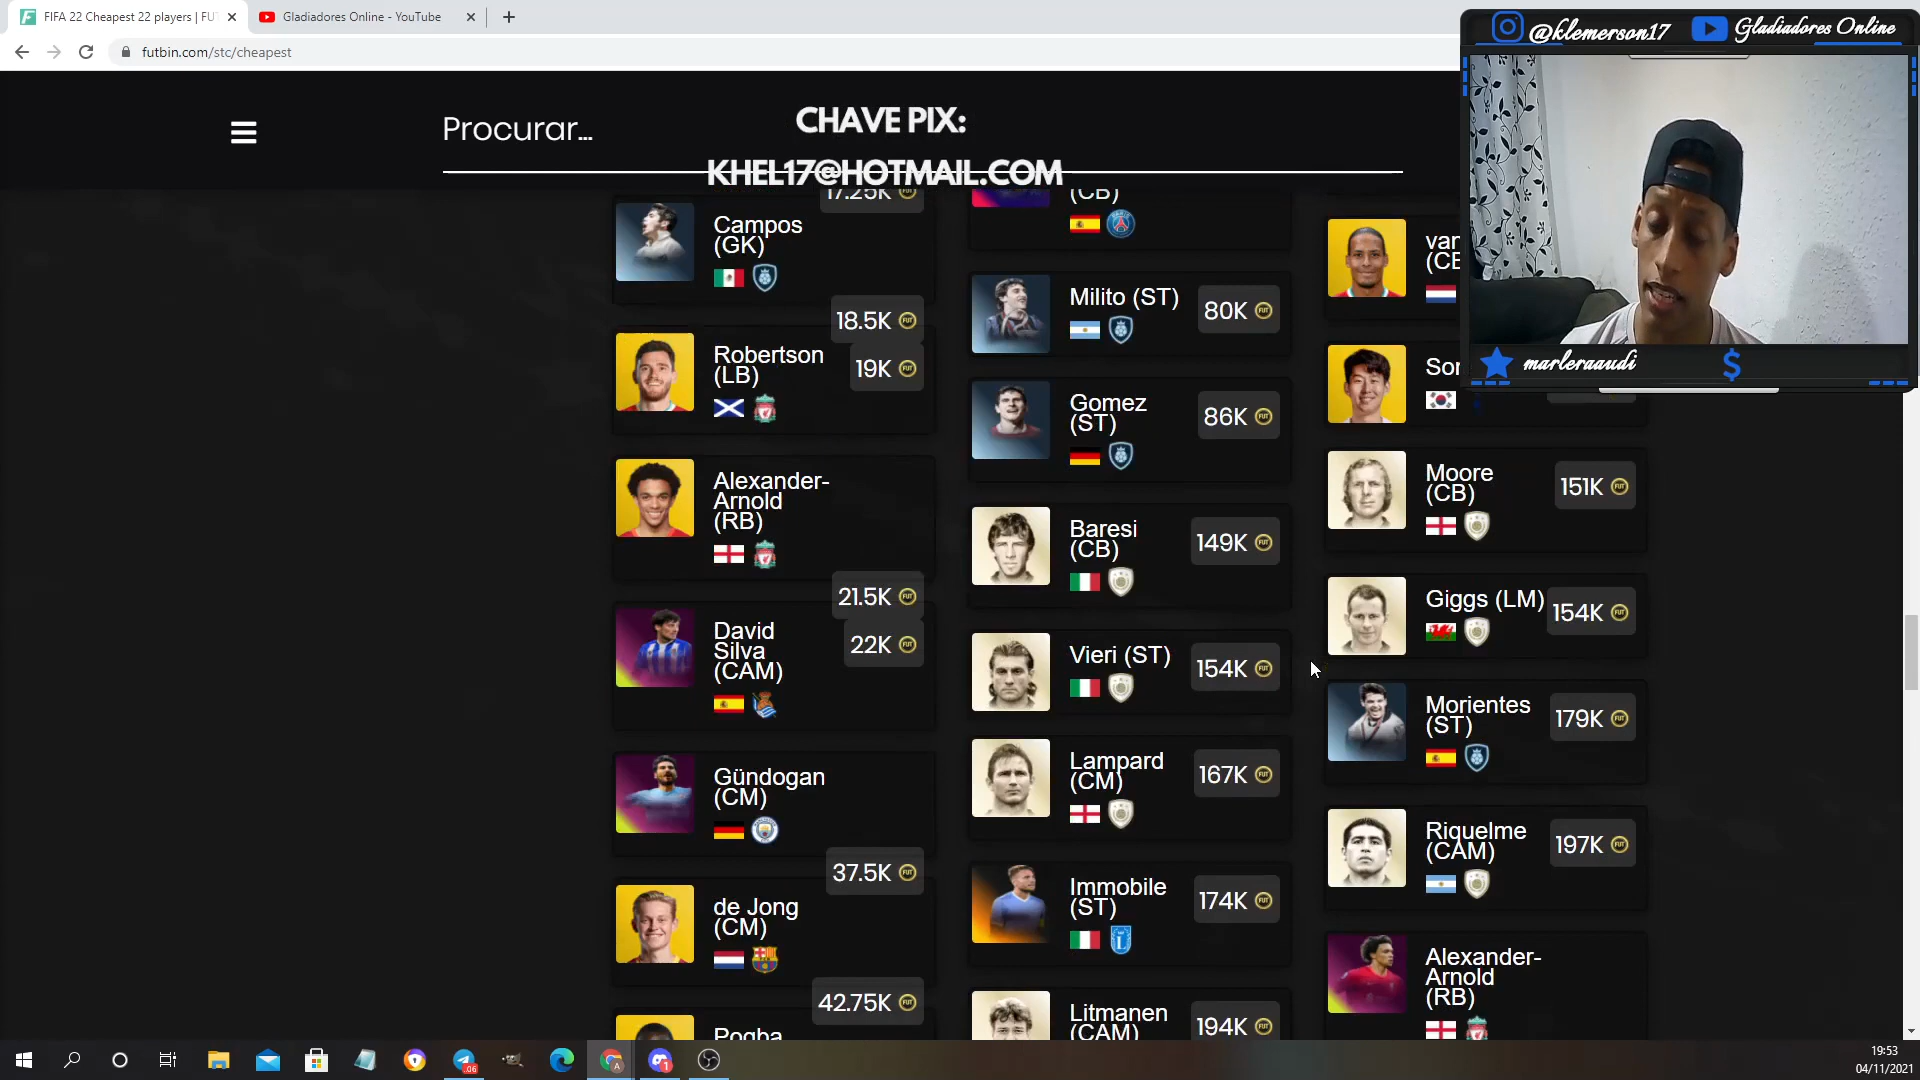 FIFA 22 Cheapest 22 players | FUT
Gladiadores Online - YouTube
futbin.com/stc/cheapest
@klemerson17
Gladiadores Online
Procurar...
CHAVE PIX:
KHEL17@HOTMAIL.COM
marleraaudi
$
17.25K
Campos
(GK)
18.5K
Robertson
(LB)
19K
Alexander-
Arnold
(RB)
21.5K
David
Silva
(CAM)
22K
Gündogan
(CM)
37.5K
de Jong
(CM)
42.75K
Pogba
(CB)
Milito (ST)
80K
Gomez
(ST)
86K
Baresi
(CB)
149K
Vieri (ST)
154K
Lampard
(CM)
167K
Immobile
(ST)
174K
Litmanen
(CAM)
194K
van
(CB
Son
Moore
(CB)
151K
Giggs (LM)
154K
Morientes
(ST)
179K
Riquelme
(CAM)
197K
Alexander-
Arnold
(RB)
19:53
04/11/2021